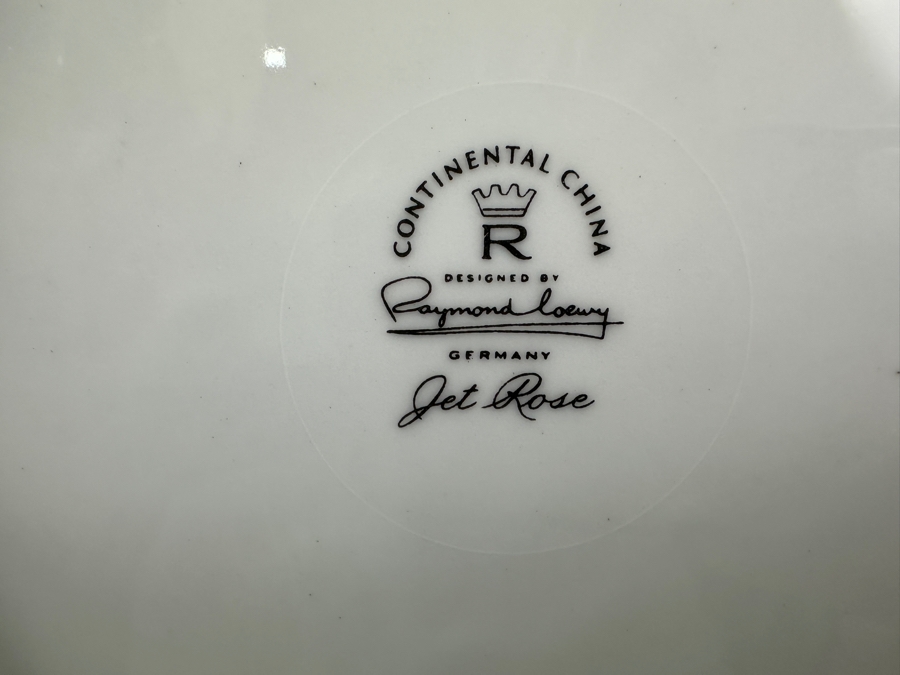 CONTINENTAL CHINA
R
DESIGNED BY
Raymond Loewy
GERMANY
Jet Rose